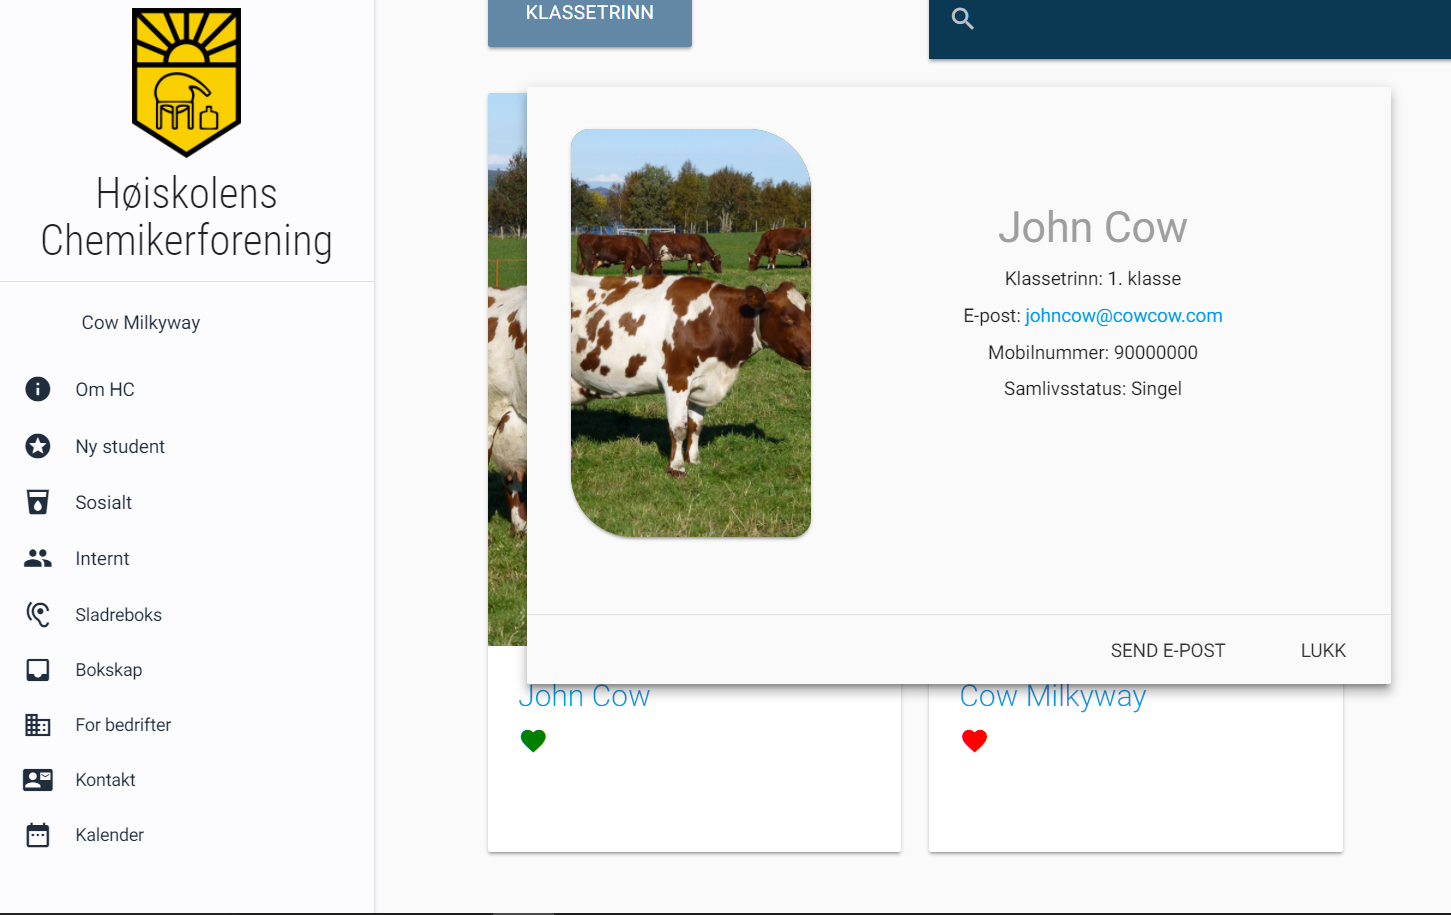 Høiskolens
Chemikerforening
Cow Milkyway
Om HC
Ny student
Sosialt
Internt
Sladreboks
Bokskap
For bedrifter
Kontakt
Kalender
KLASSETRINN
John Cow
Klassetrinn: 1. klasse
E-post: johncow@cowcow.com
Mobilnummer: 90000000
Samlivsstatus: Singel
SEND E-POST
LUKK
John Cow
Cow Milkyway